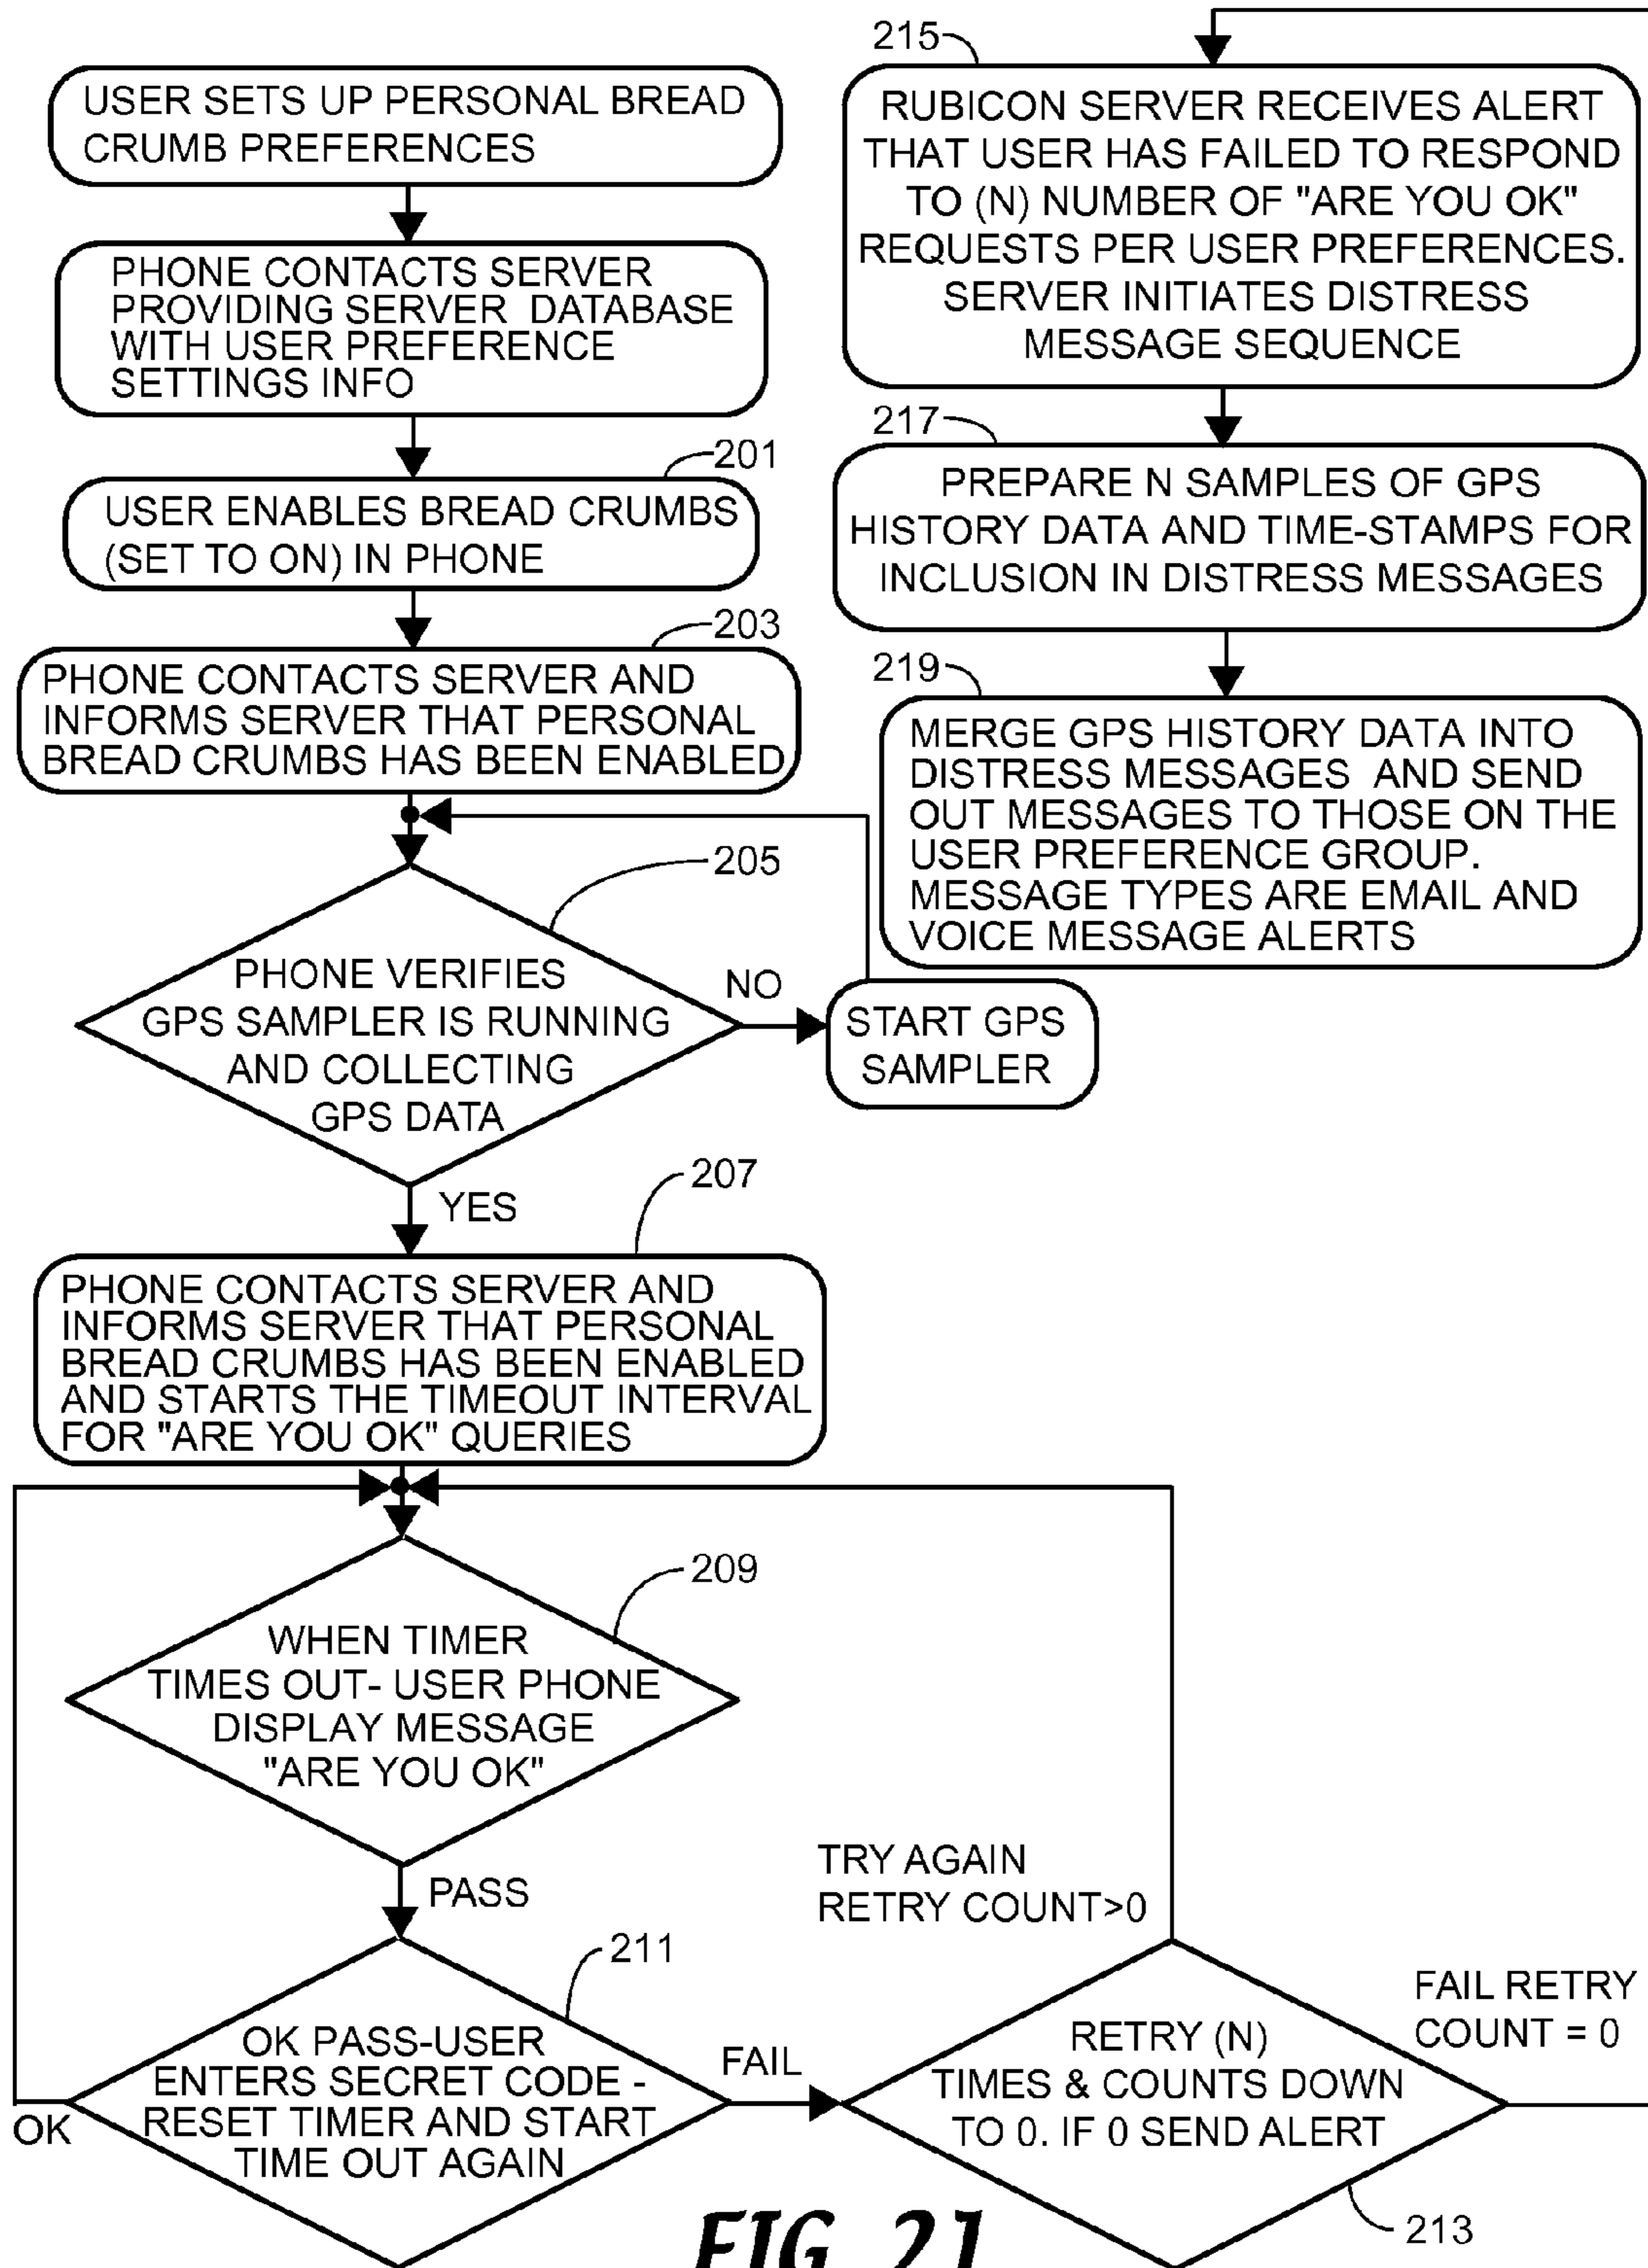 USER SETS UP PERSONAL BREAD
CRUMB PREFERENCES
PHONE CONTACTS SERVER
PROVIDING SERVER DATABASE
WITH USER PREFERENCE
SETTINGS INFO
201
USER ENABLES BREAD CRUMBS
(SET TO ON) IN PHONE
203
PHONE CONTACTS SERVER AND
INFORMS SERVER THAT PERSONAL
BREAD CRUMBS HAS BEEN ENABLED
205
PHONE VERIFIES
GPS SAMPLER IS RUNNING
AND COLLECTING
GPS DATA
NO
START GPS
SAMPLER
YES
207
PHONE CONTACTS SERVER AND
INFORMS SERVER THAT PERSONAL
BREAD CRUMBS HAS BEEN ENABLED
AND STARTS THE TIMEOUT INTERVAL
FOR "ARE YOU OK" QUERIES
209
WHEN TIMER
TIMES OUT- USER PHONE
DISPLAY MESSAGE
"ARE YOU OK"
PASS
211
OK PASS-USER
ENTERS SECRET CODE -
RESET TIMER AND START
TIME OUT AGAIN
OK
FAIL
TRY AGAIN
RETRY COUNT>0
RETRY (N)
TIMES & COUNTS DOWN
TO 0. IF 0 SEND ALERT
213
FAIL RETRY
COUNT = 0
215
RUBICON SERVER RECEIVES ALERT
THAT USER HAS FAILED TO RESPOND
TO (N) NUMBER OF "ARE YOU OK"
REQUESTS PER USER PREFERENCES.
SERVER INITIATES DISTRESS
MESSAGE SEQUENCE
217
PREPARE N SAMPLES OF GPS
HISTORY DATA AND TIME-STAMPS FOR
INCLUSION IN DISTRESS MESSAGES
219
MERGE GPS HISTORY DATA INTO
DISTRESS MESSAGES AND SEND
OUT MESSAGES TO THOSE ON THE
USER PREFERENCE GROUP.
MESSAGE TYPES ARE EMAIL AND
VOICE MESSAGE ALERTS
FIG 21